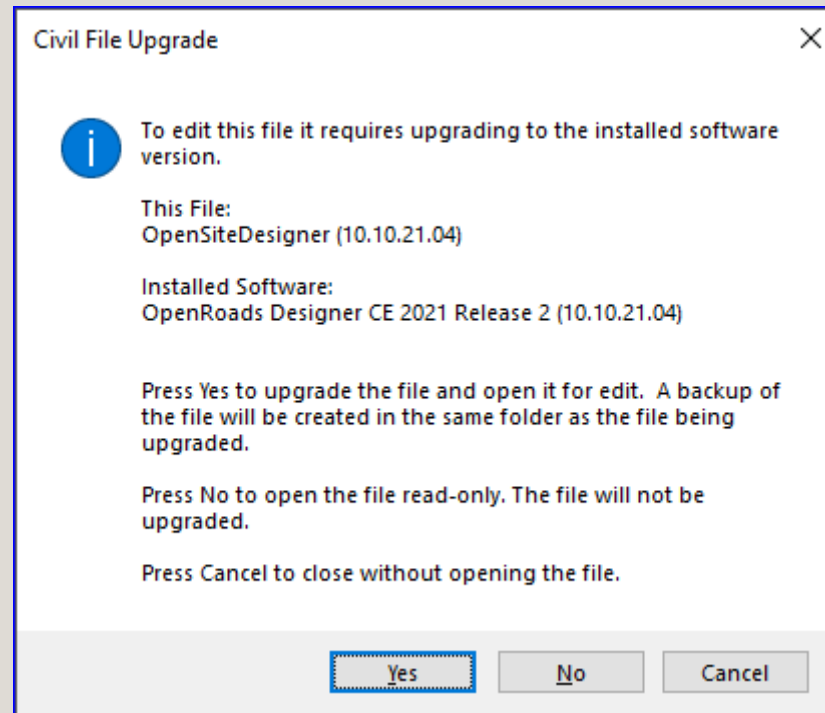 Civil File Upgrade
To edit this file it requires upgrading to the installed software
version.
This File:
OpenSiteDesigner (10.10.21.04)
Installed Software:
OpenRoads Designer CE 2021 Release 2 (10.10.21.04)
Press Yes to upgrade the file and open it for edit.  A backup of
the file will be created in the same folder as the file being
upgraded.
Press No to open the file read-only. The file will not be
upgraded.
Press Cancel to close without opening the file.
Yes No Cancel